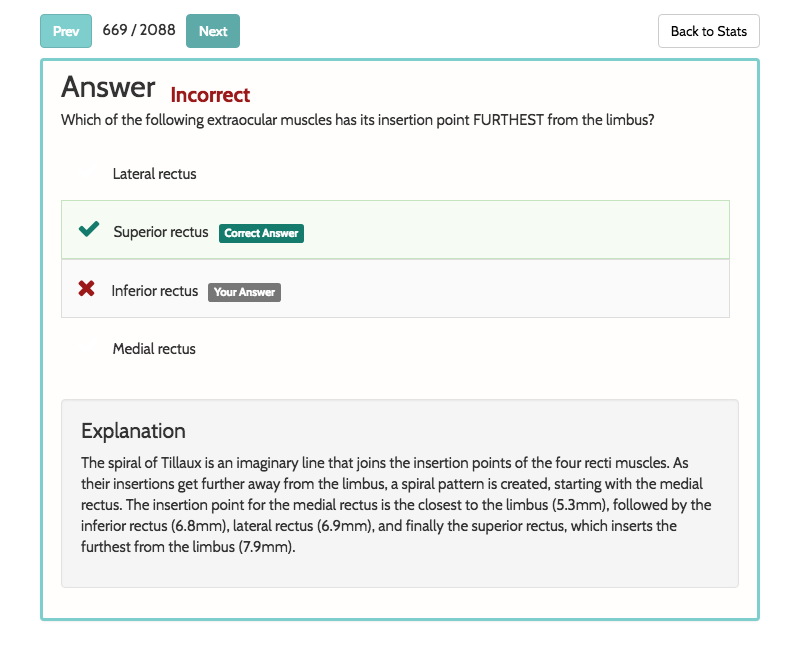 Prev 669 / 2088 Next Back to Stats
Answer Incorrect
Which of the following extraocular muscles has its insertion point FURTHEST from the limbus?
Lateral rectus
Superior rectus Correct Answer
Inferior rectus Your Answer
Medial rectus
Explanation
The spiral of Tillaux is an imaginary line that joins the insertion points of the four recti muscles. As
their insertions get further away from the limbus, a spiral pattern is created, starting with the medial
rectus. The insertion point for the medial rectus is the closest to the limbus (5.3mm), followed by the
inferior rectus (6.8mm), lateral rectus (6.9mm), and finally the superior rectus, which inserts the
furthest from the limbus (7.9mm).